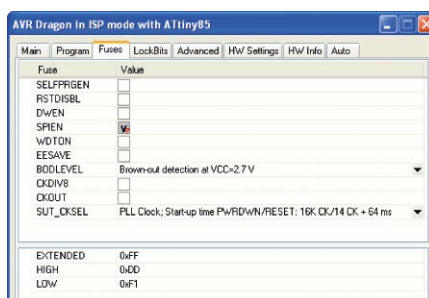 AVR Dragon in ISP mode with ATtiny85
Main Program Fuses LockBits Advanced HW Settings HW Info Auto
Fuse Value
SELFPRGEN
RSTDISBL
DWEN
SPIEN
WDTON
EESAVE
BODLEVEL Brown-out detection at VCC=2.7 V
CKDIV8
CKOUT
SUT_CKSEL PLL Clock; Start-up time PWRDWN/RESET: 16K CK/14 CK + 64 ms
EXTENDED 0xFF
HIGH 0xDD
LOW 0xF1